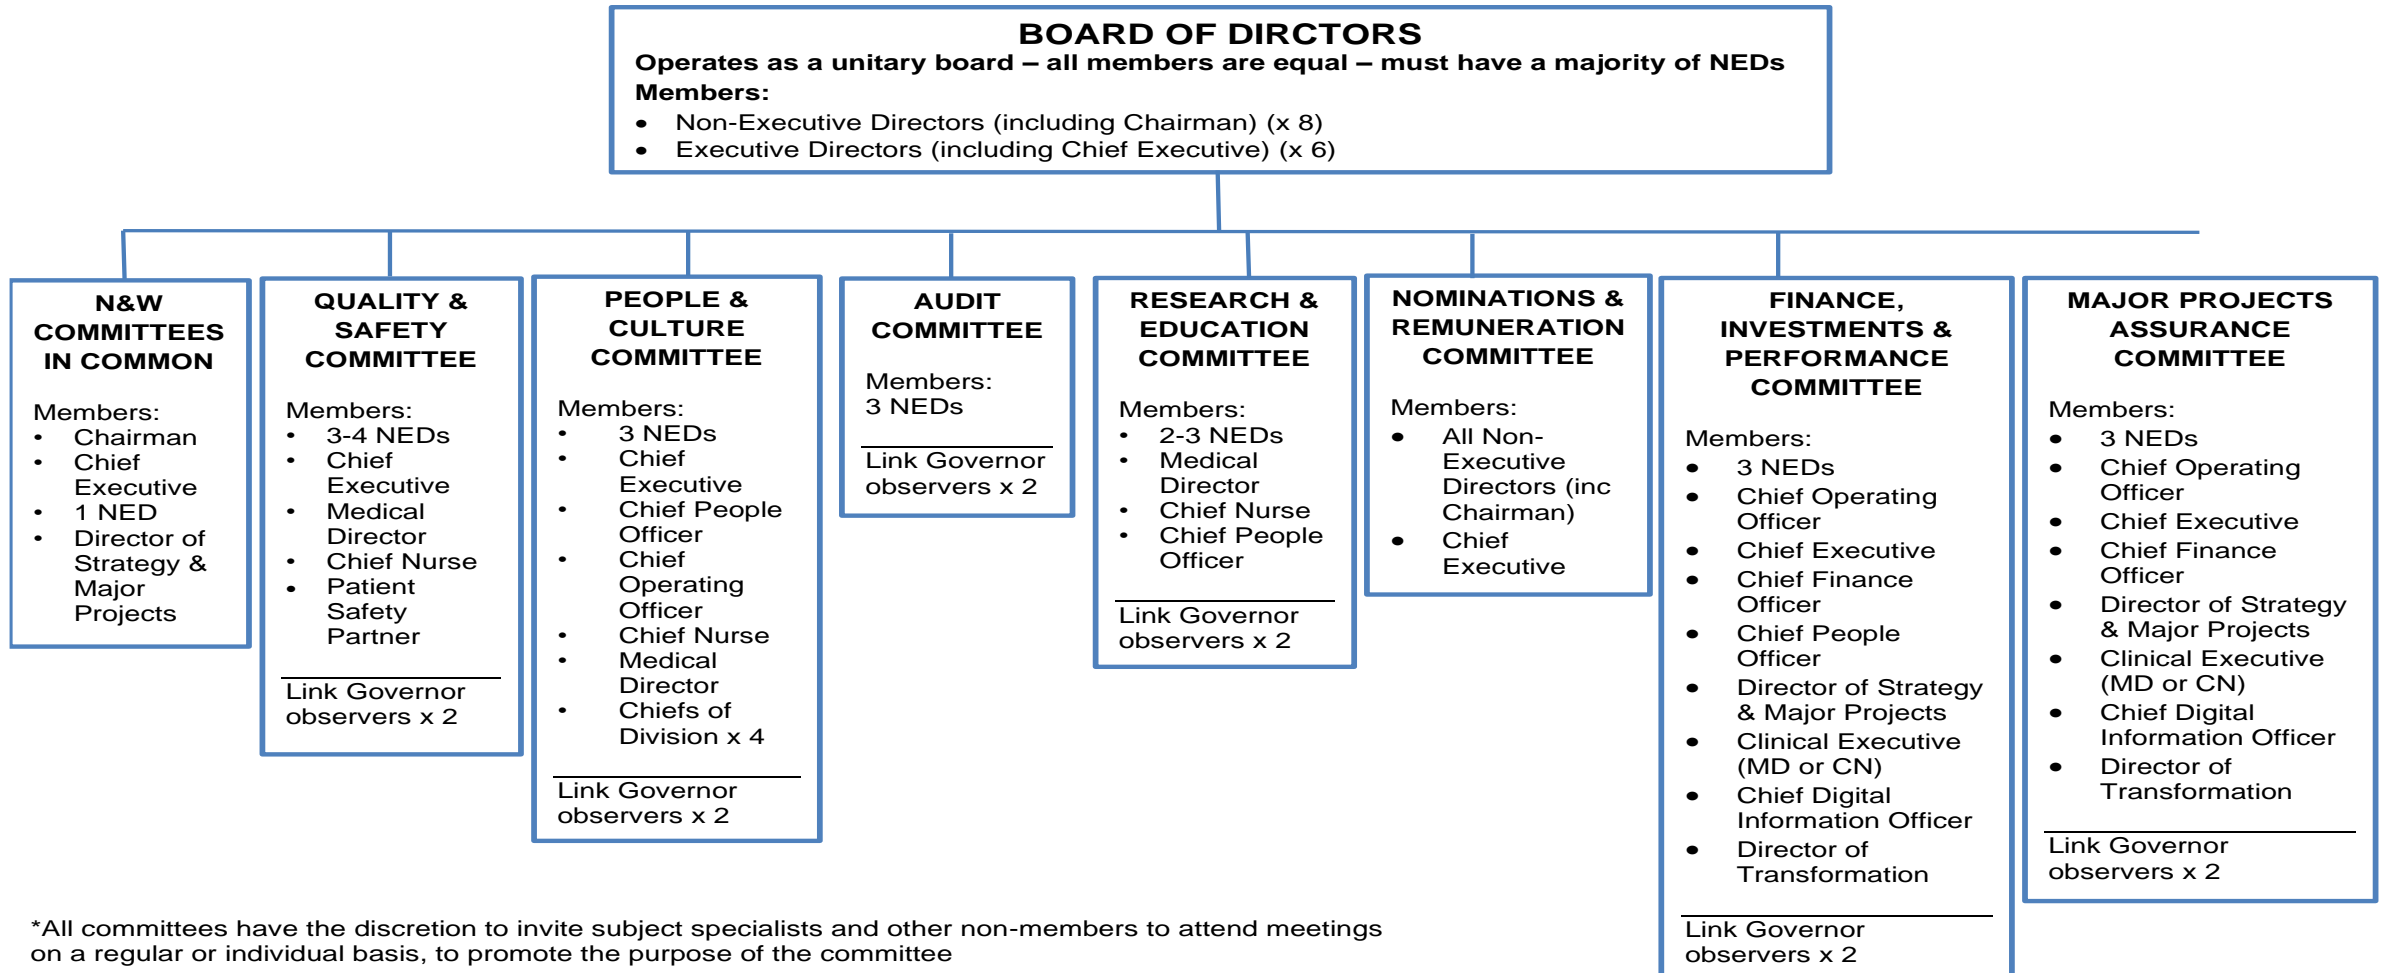 BOARD OF DIRCTORS
Operates as a unitary board – all members are equal – must have a majority of NEDs
Members:
• Non-Executive Directors (including Chairman) (x 8)
• Executive Directors (including Chief Executive) (x 6)
N&W
COMMITTEES
IN COMMON
Members:
• Chairman
• Chief
Executive
• 1 NED
• Director of
Strategy &
Major
Projects
QUALITY &
SAFETY
COMMITTEE
Members:
• 3-4 NEDs
• Chief
Executive
• Medical
Director
• Chief Nurse
• Patient
Safety
Partner
Link Governor
observers x 2
PEOPLE &
CULTURE
COMMITTEE
Members:
• 3 NEDs
• Chief
Executive
• Chief People
Officer
• Chief
Operating
Officer
• Chief Nurse
• Medical
Director
• Chiefs of
Division x 4
Link Governor
observers x 2
AUDIT
COMMITTEE
Members:
3 NEDs
Link Governor
observers x 2
RESEARCH &
EDUCATION
COMMITTEE
Members:
• 2-3 NEDs
• Medical
Director
• Chief Nurse
• Chief People
Officer
Link Governor
observers x 2
NOMINATIONS &
REMUNERATION
COMMITTEE
Members:
• All Non-
Executive
Directors (inc
Chairman)
• Chief
Executive
FINANCE,
INVESTMENTS &
PERFORMANCE
COMMITTEE
Members:
• 3 NEDs
• Chief Operating
Officer
• Chief Executive
• Chief Finance
Officer
• Chief People
Officer
• Director of Strategy
& Major Projects
• Clinical Executive
(MD or CN)
• Chief Digital
Information Officer
• Director of
Transformation
Link Governor
observers x 2
MAJOR PROJECTS
ASSURANCE
COMMITTEE
Members:
• 3 NEDs
• Chief Operating
Officer
• Chief Executive
• Chief Finance
Officer
• Director of Strategy
& Major Projects
• Clinical Executive
(MD or CN)
• Chief Digital
Information Officer
• Director of
Transformation
Link Governor
observers x 2
*All committees have the discretion to invite subject specialists and other non-members to attend meetings
on a regular or individual basis, to promote the purpose of the committee